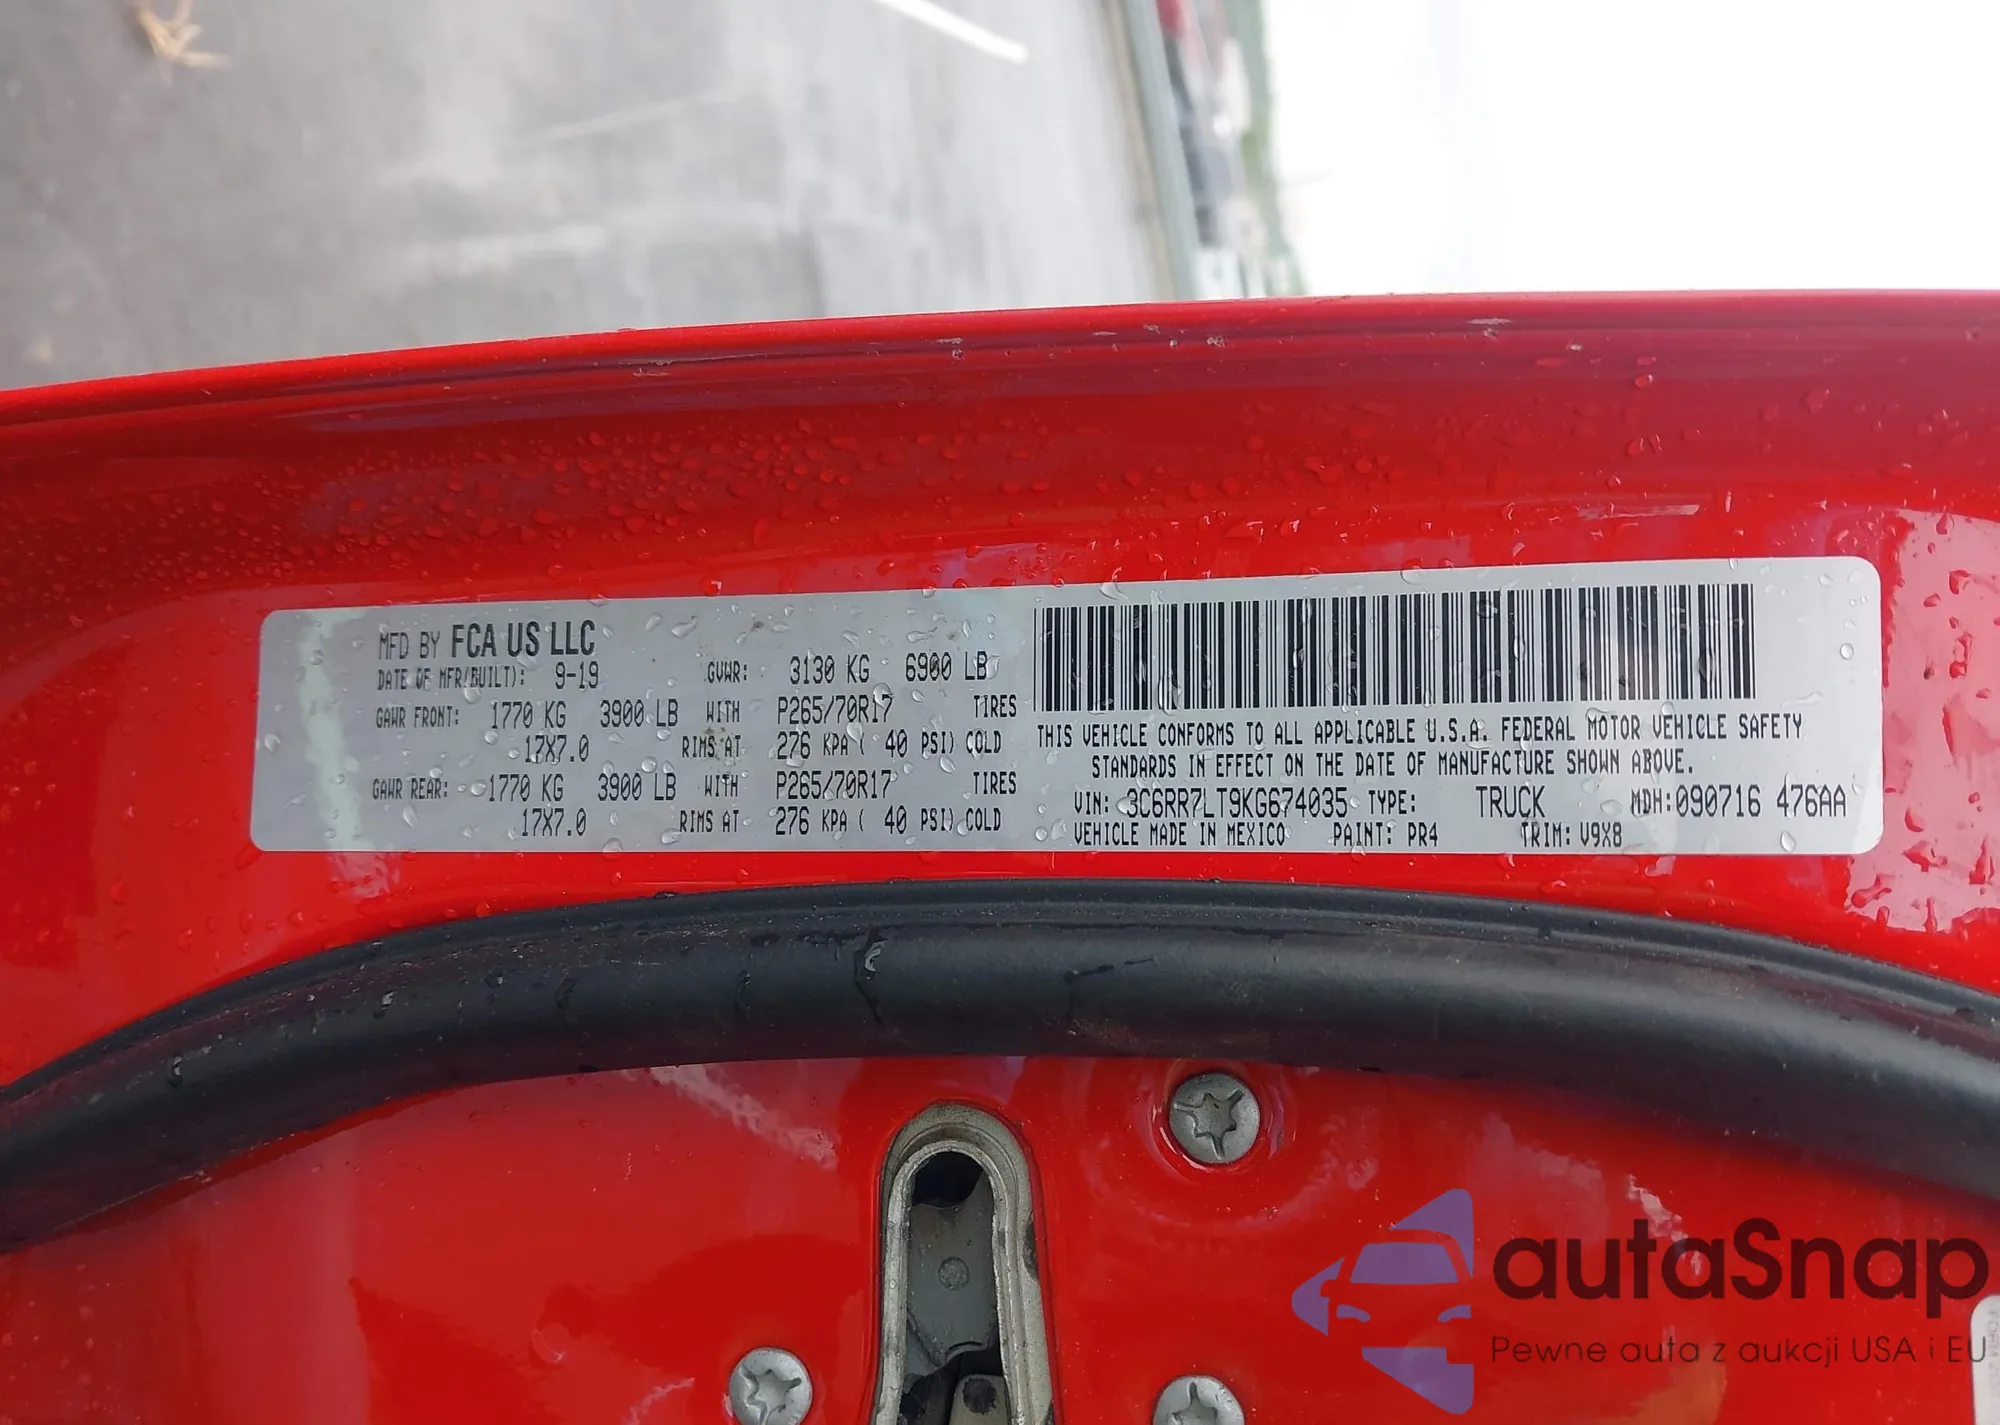 MFD BY FCA US LLC
DATE OF MFR(BUILT): 9-19 GVWR: 3130 KG 6900 LB
GAWR FRONT: 1770 KG 3900 LB WITH P265/70R17 TIRES
17X7.0 RIMS AT 276 KPA ( 40 PSI) COLD
GAWR REAR: 1770 KG 3900 LB WITH P265/70R17 TIRES
17X7.0 RIMS AT 276 KPA ( 40 PSI) COLD
THIS VEHICLE CONFORMS TO ALL APPLICABLE U.S.A. FEDERAL MOTOR VEHICLE SAFETY
STANDARDS IN EFFECT ON THE DATE OF MANUFACTURE SHOWN ABOVE.
VIN: 3C6RR7LT9KG674035 TYPE: TRUCK MDH:090716 476AA
VEHICLE MADE IN MEXICO PAINT: PR4 TRIM: V9X8
autaSnap
Pewne auta z aukcji USA i EU